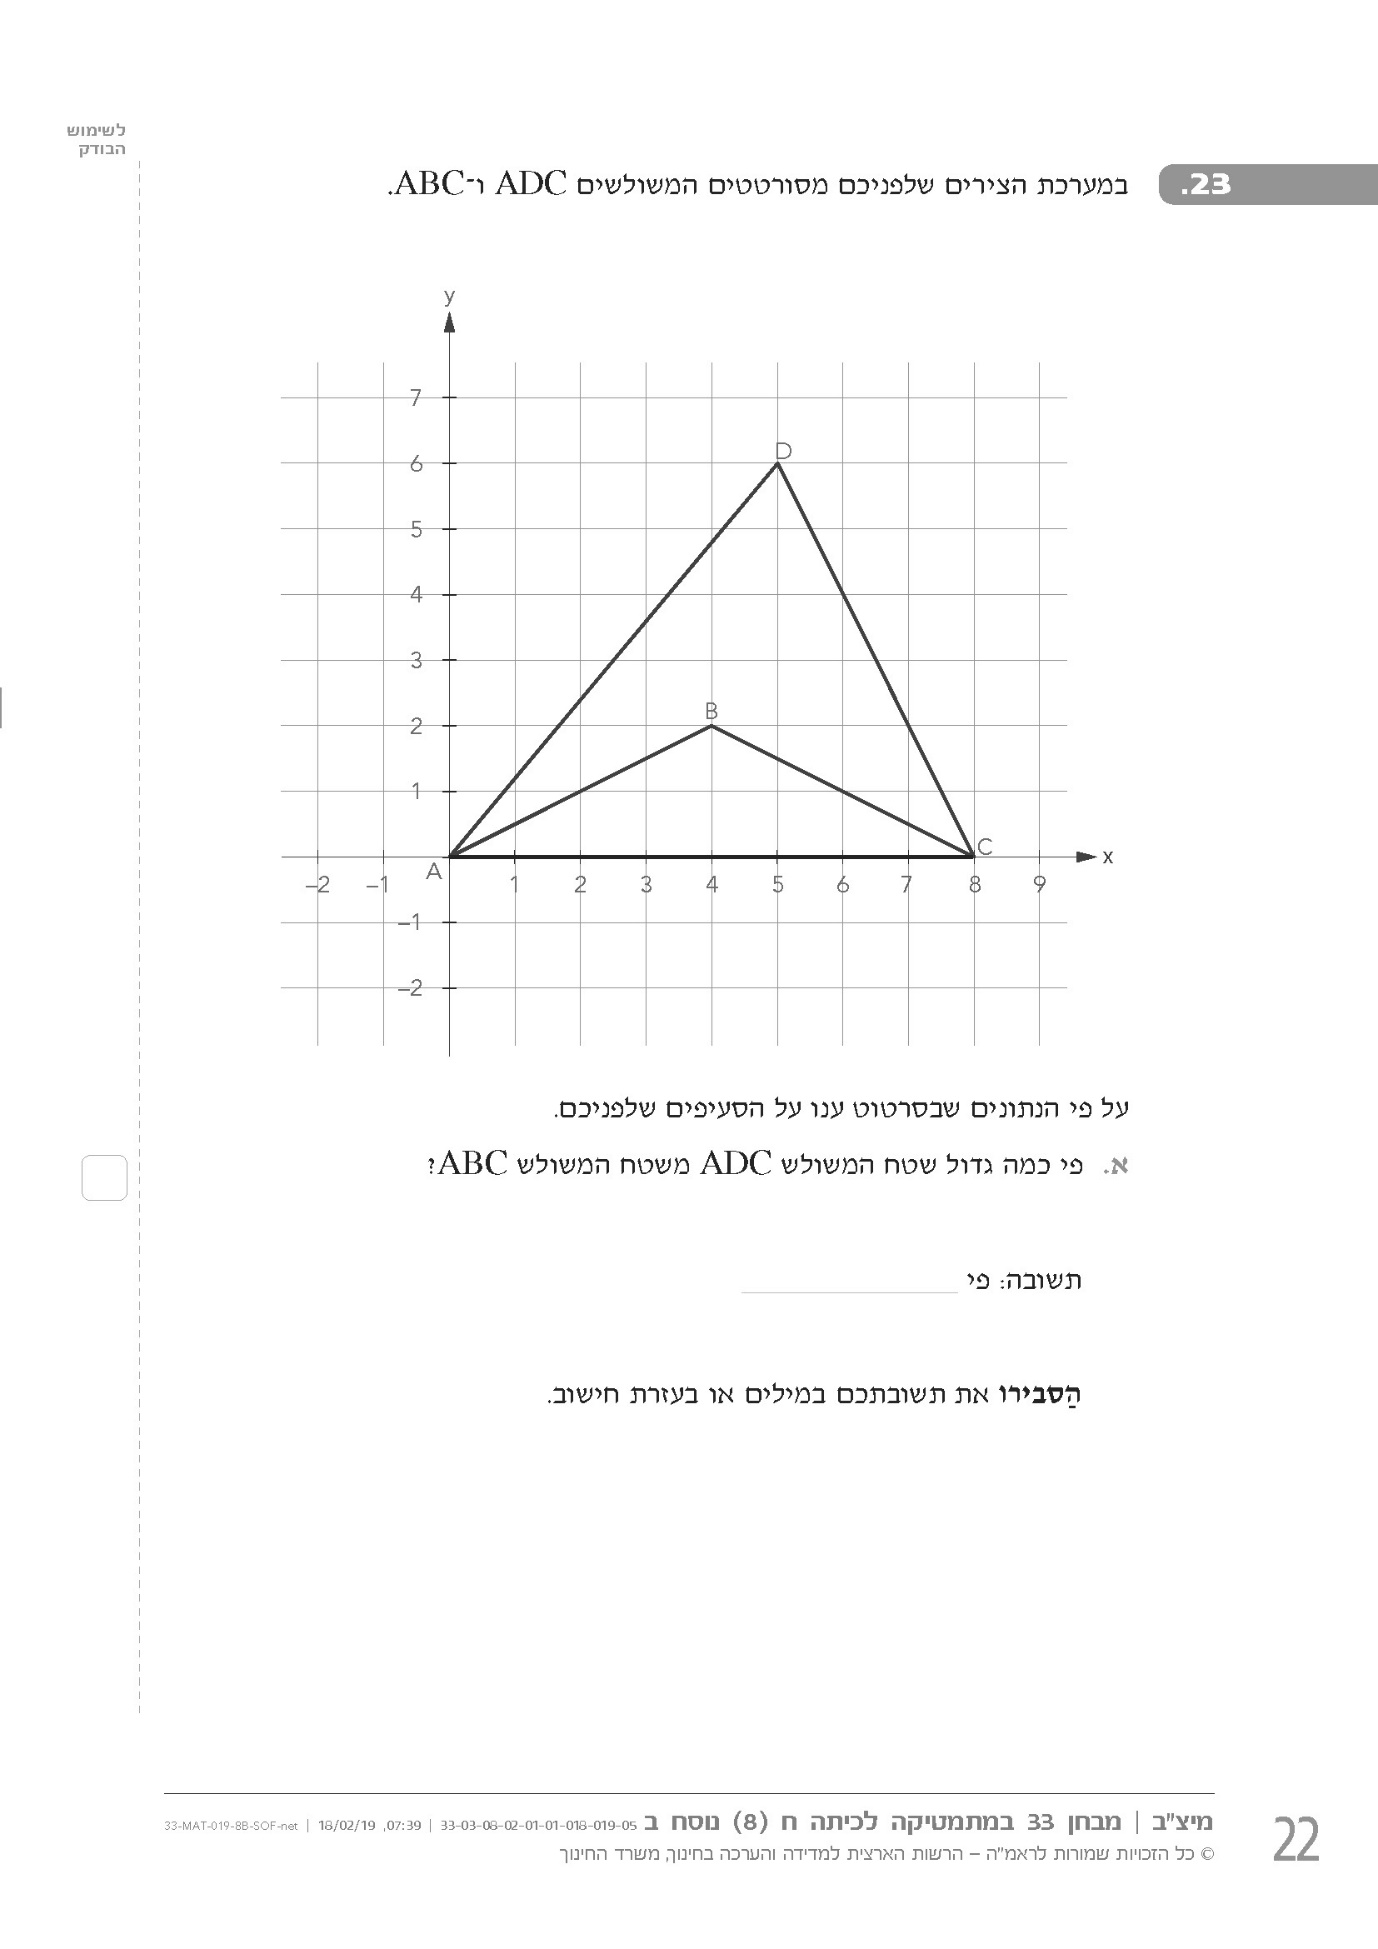 לשימוש
הבודק
23.
במערכת הצירים שלפניכם מסורטטים המשולשים ADC ו־ABC.
y
7
D
6
5
4
3
B
2
1
A
C
x
–2 –1 1 2 3 4 5 6 7 8 9
–1
–2
על פי הנתונים שבסרטוט ענו על הסעיפים שלפניכם.
א. פי כמה גדול שטח המשולש ADC משטח המשולש ABC?
תשובה: פי
הַסבירו את תשובתכם במילים או בעזרת חישוב.
מיצ"ב | מבחן 33 במתמטיקה לכיתה ח (8) נוסח ב 33-03-08-02-01-01-018-019-05 | 07:39, 18/02/19 | 33-MAT-019-8B-SOF-net
© כל הזכויות שמורות לראמ"ה – הרשות הארצית למדידה והערכה בחינוך, משרד החינוך
22